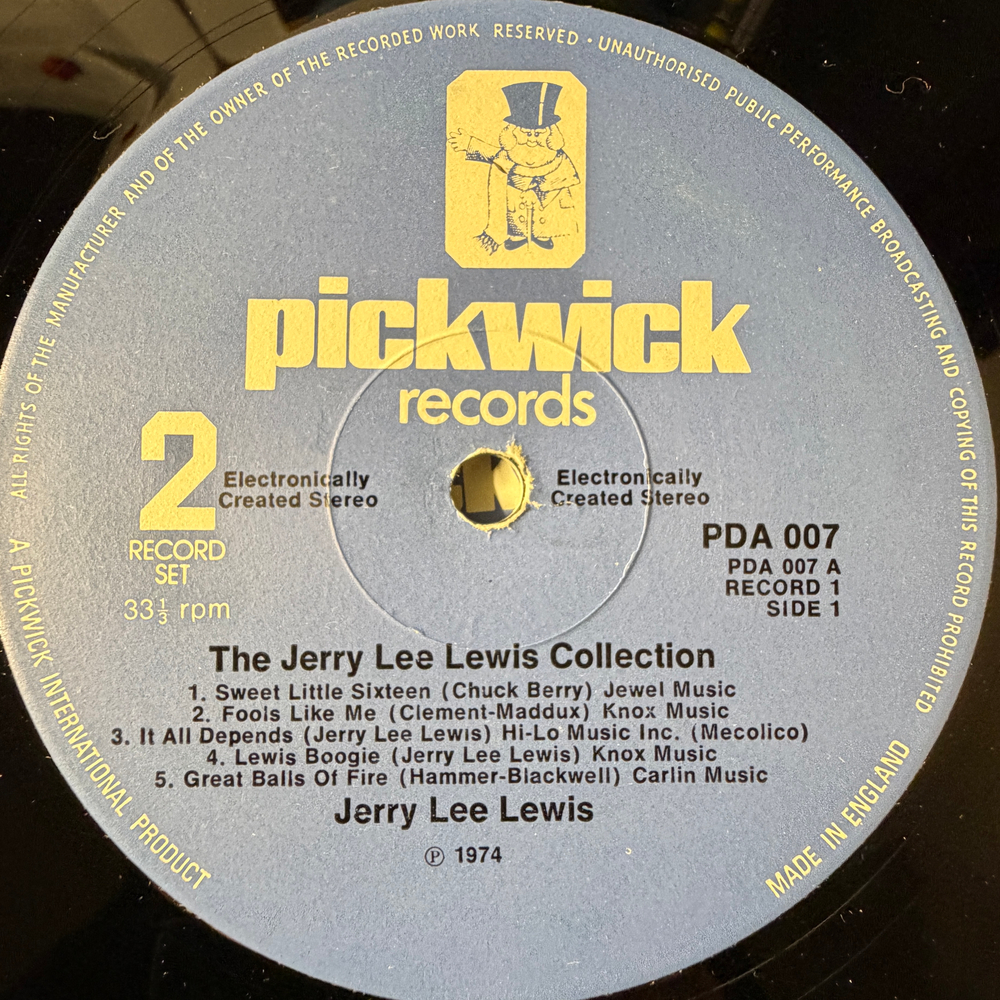 ALL RIGHTS OF THE MANUFACTURER AND OF THE OWNER OF THE RECORDED WORK RESERVED · UNAUTHORISED PUBLIC PERFORMANCE BROADCASTING AND COPYING OF THIS RECORD PROHIBITED
pickwick
records
2
RECORD
SET
33⅓ rpm
Electronically
Created Stereo
Electronically
Created Stereo
PDA 007
PDA 007 A
RECORD 1
SIDE 1
The Jerry Lee Lewis Collection
1. Sweet Little Sixteen (Chuck Berry) Jewel Music
2. Fools Like Me (Clement-Maddux) Knox Music
3. It All Depends (Jerry Lee Lewis) Hi-Lo Music Inc. (Mecolico)
4. Lewis Boogie (Jerry Lee Lewis) Knox Music
5. Great Balls Of Fire (Hammer-Blackwell) Carlin Music
Jerry Lee Lewis
℗ 1974
A PICKWICK INTERNATIONAL PRODUCT
MADE IN ENGLAND